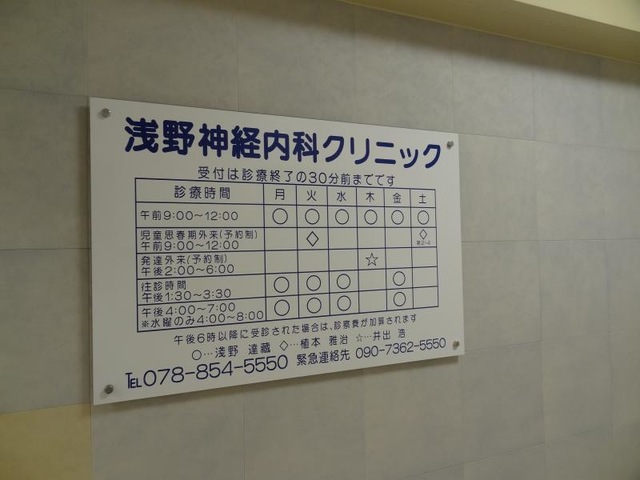 浅野神経内科クリニック
受付は診療終了の30分前までです
診療時間 月 火 水 木 金 土
午前9:00~12:00 ○ ○ ○ ○ ○ ○
児童思春期外来(予約制)
午前9:00~12:00 ◇ ◇
第2・4
発達外来(予約制)
午後2:00~6:00 ☆
往診時間
午後1:30~3:30 ○ ○ ○ ○
午後4:00~7:00
※水曜のみ4:00~8:00 ○ ○ ○ ○
午後6時以降に受診された場合は、診察費が加算されます
○…浅野 達蔵 ◇…植本 雅治 ☆…井出 浩
TEL 078-854-5550 緊急連絡先 090-7362-5550